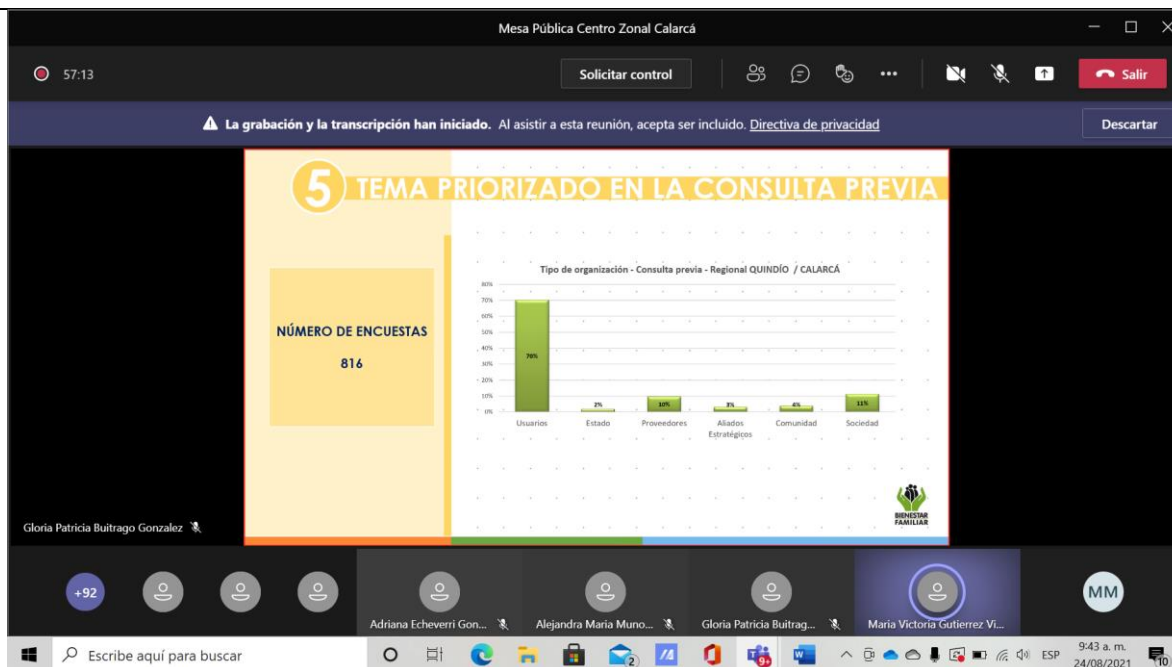 Mesa Pública Centro Zonal Calarcá
57:13
Solicitar control
Salir
La grabación y la transcripción han iniciado. Al asistir a esta reunión, acepta ser incluido. Directiva de privacidad
Descartar
5 TEMA PRIORIZADO EN LA CONSULTA PREVIA
NÚMERO DE ENCUESTAS
816
Tipo de organización - Consulta previa - Regional QUINDÍO / CALARCÁ
80%
70%
60%
50%
40%
30%
20%
10%
0%
70%
2%
10%
3%
4%
11%
Usuarios
Estado
Proveedores
Aliados
Estratégicos
Comunidad
Sociedad
BIENESTAR
FAMILIAR
Gloria Patricia Buitrago Gonzalez
+92
Adriana Echeverri Gon...
Alejandra Maria Muno...
Gloria Patricia Buitrag...
Maria Victoria Gutierrez Vi...
MM
Escribe aquí para buscar
2
9+
ESP
9:43 a. m.
24/08/2021